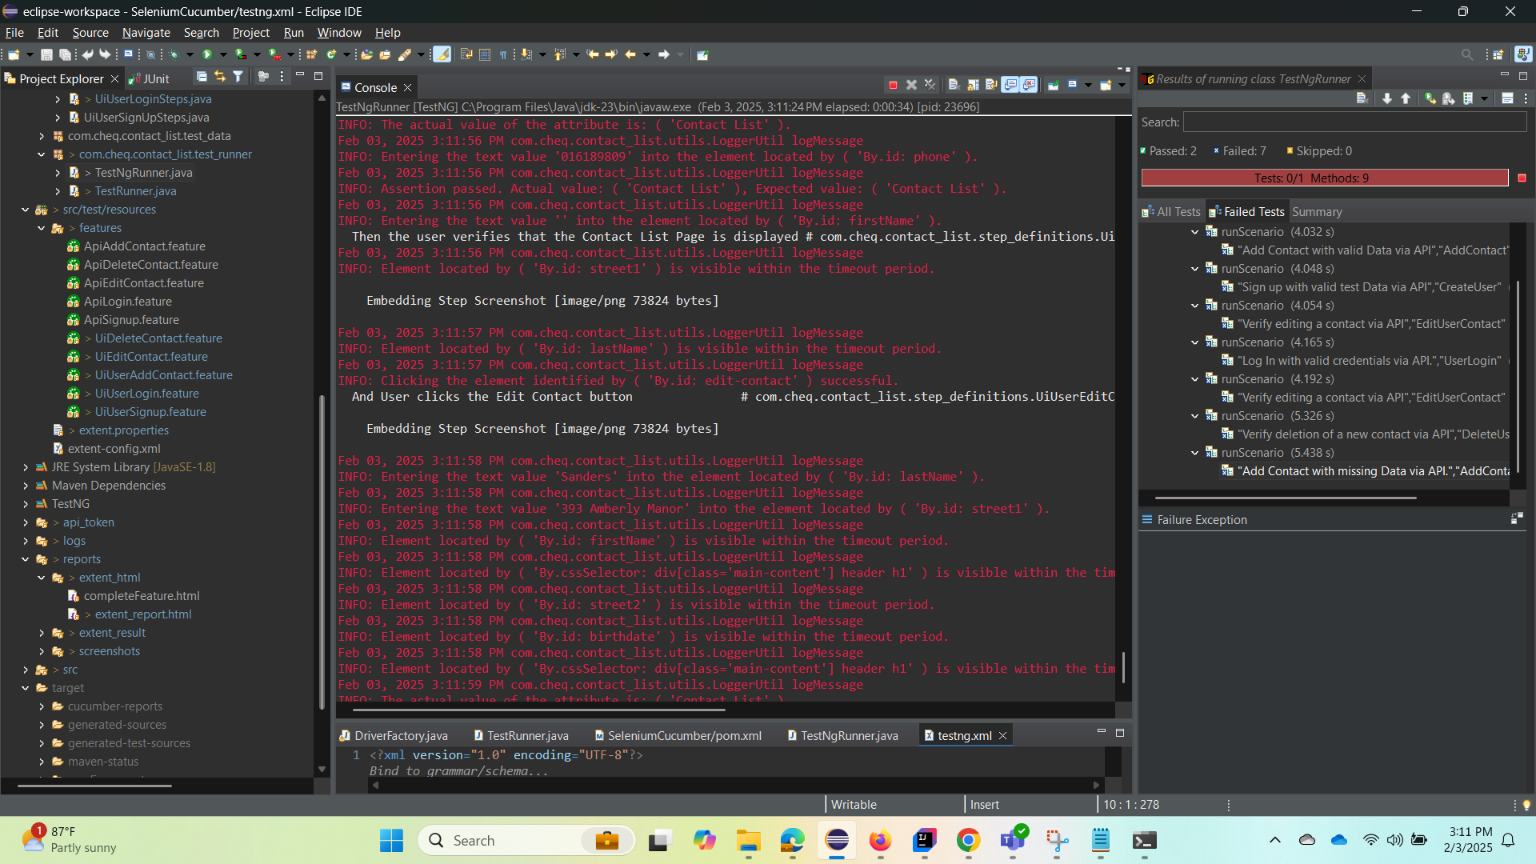 eclipse-workspace - SeleniumCucumber/testng.xml - Eclipse IDE
File Edit Source Navigate Search Project Run Window Help
Project Explorer
JUnit
> UiUserLoginSteps.java
UiUserSignUpSteps.java
com.cheq.contact_list.test_data
> com.cheq.contact_list.test_runner
> TestNgRunner.java
> TestRunner.java
> src/test/resources
> features
ApiAddContact.feature
ApiDeleteContact.feature
ApiEditContact.feature
ApiLogin.feature
ApiSignup.feature
> UiDeleteContact.feature
> UiEditContact.feature
> UiUserAddContact.feature
> UiUserLogin.feature
> UiUserSignup.feature
> extent.properties
extent-config.xml
JRE System Library [JavaSE-1.8]
Maven Dependencies
TestNG
> api_token
> logs
> reports
> extent_html
completeFeature.html
> extent_report.html
> extent_result
> screenshots
> src
target
cucumber-reports
generated-sources
generated-test-sources
maven-status
Console
TestNgRunner [TestNG] C:\Program Files\Java\jdk-23\bin\javaw.exe (Feb 3, 2025, 3:11:24 PM elapsed: 0:00:34) [pid: 23696]
INFO: The actual value of the attribute is: ( 'Contact List' ).
Feb 03, 2025 3:11:56 PM com.cheq.contact_list.utils.LoggerUtil logMessage
INFO: Entering the text value '016189809' into the element located by ( 'By.id: phone' ).
Feb 03, 2025 3:11:56 PM com.cheq.contact_list.utils.LoggerUtil logMessage
INFO: Assertion passed. Actual value: ( 'Contact List' ), Expected value: ( 'Contact List' ).
Feb 03, 2025 3:11:56 PM com.cheq.contact_list.utils.LoggerUtil logMessage
INFO: Entering the text value '' into the element located by ( 'By.id: firstName' ).
Then the user verifies that the Contact List Page is displayed # com.cheq.contact_list.step_definitions.Ui
Feb 03, 2025 3:11:56 PM com.cheq.contact_list.utils.LoggerUtil logMessage
INFO: Element located by ( 'By.id: street1' ) is visible within the timeout period.
Embedding Step Screenshot [image/png 73824 bytes]
Feb 03, 2025 3:11:57 PM com.cheq.contact_list.utils.LoggerUtil logMessage
INFO: Element located by ( 'By.id: lastName' ) is visible within the timeout period.
Feb 03, 2025 3:11:57 PM com.cheq.contact_list.utils.LoggerUtil logMessage
INFO: Clicking the element identified by ( 'By.id: edit-contact' ) successful.
And User clicks the Edit Contact button # com.cheq.contact_list.step_definitions.UiUserEditC
Embedding Step Screenshot [image/png 73824 bytes]
Feb 03, 2025 3:11:58 PM com.cheq.contact_list.utils.LoggerUtil logMessage
INFO: Entering the text value 'Sanders' into the element located by ( 'By.id: lastName' ).
Feb 03, 2025 3:11:58 PM com.cheq.contact_list.utils.LoggerUtil logMessage
INFO: Entering the text value '393 Amberly Manor' into the element located by ( 'By.id: street1' ).
Feb 03, 2025 3:11:58 PM com.cheq.contact_list.utils.LoggerUtil logMessage
INFO: Element located by ( 'By.id: firstName' ) is visible within the timeout period.
Feb 03, 2025 3:11:58 PM com.cheq.contact_list.utils.LoggerUtil logMessage
INFO: Element located by ( 'By.cssSelector: div[class='main-content'] header h1' ) is visible within the tim
Feb 03, 2025 3:11:58 PM com.cheq.contact_list.utils.LoggerUtil logMessage
INFO: Element located by ( 'By.id: street2' ) is visible within the timeout period.
Feb 03, 2025 3:11:58 PM com.cheq.contact_list.utils.LoggerUtil logMessage
INFO: Element located by ( 'By.id: birthdate' ) is visible within the timeout period.
Feb 03, 2025 3:11:58 PM com.cheq.contact_list.utils.LoggerUtil logMessage
INFO: Element located by ( 'By.cssSelector: div[class='main-content'] header h1' ) is visible within the tim
Feb 03, 2025 3:11:59 PM com.cheq.contact_list.utils.LoggerUtil logMessage
INFO: The actual value of the attribute is: ( 'Contact List' )
DriverFactory.java
TestRunner.java
SeleniumCucumber/pom.xml
TestNgRunner.java
testng.xml
1 <?xml version="1.0" encoding="UTF-8"?>
Bind to grammar/schema...
Results of running class TestNgRunner
Search:
Passed: 2 Failed: 7 Skipped: 0
Tests: 0/1 Methods: 9
All Tests Failed Tests Summary
runScenario (4.032 s)
"Add Contact with valid Data via API","AddContact"
runScenario (4.048 s)
"Sign up with valid test Data via API","CreateUser"
runScenario (4.054 s)
"Verify editing a contact via API","EditUserContact"
runScenario (4.165 s)
"Log In with valid credentials via API.","UserLogin"
runScenario (4.192 s)
"Verify editing a contact via API","EditUserContact"
runScenario (5.326 s)
"Verify deletion of a new contact via API","DeleteUs
runScenario (5.438 s)
"Add Contact with missing Data via API.","AddConta
Failure Exception
Writable
Insert
10 : 1 : 278
1
87°F
Partly sunny
Search
3:11 PM
2/3/2025